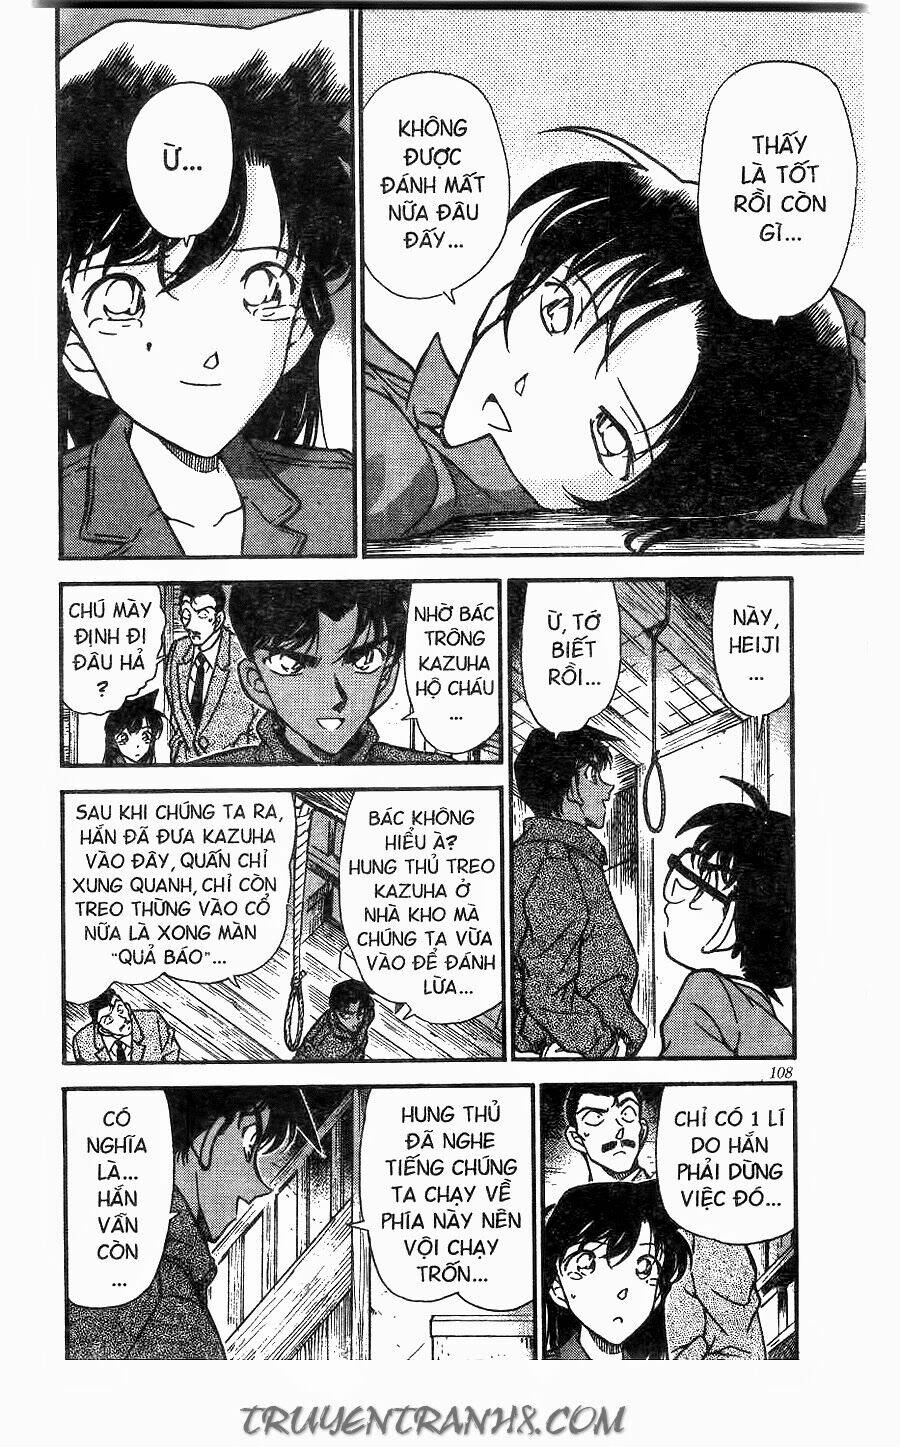 THẤY
LÀ TỐT
RỒI CÒN
GÌ...
KHÔNG
ĐƯỢC
ĐÁNH MẤT
NỮA ĐÂU
ĐẤY...
Ừ...
NÀY,
HEIJI
...
Ừ, TỚ
BIẾT
RỒI...
NHỜ BÁC
TRÔNG
KAZUHA
HỘ CHÁU
...
CHÚ MÀY
ĐỊNH ĐI
ĐÂU HẢ
?
BÁC KHÔNG
HIỂU À?
HUNG THỦ TREO
KAZUHA Ở
NHÀ KHO MÀ
CHÚNG TA VỪA
VÀO ĐỂ ĐÁNH
LỪA...
SAU KHI CHÚNG TA RA,
HẮN ĐÃ ĐƯA KAZUHA
VÀO ĐÂY, QUẤN CHỈ
XUNG QUANH, CHỈ CÒN
TREO THỪNG VÀO CỔ
NỮA LÀ XONG MÀN
"QUẢ BÁO"...
108
CHỈ CÓ 1 LÍ
DO HẮN
PHẢI DỪNG
VIỆC ĐÓ...
HUNG THỦ
ĐÃ NGHE
TIẾNG CHÚNG
TA CHẠY VỀ
PHÍA NÀY NÊN
VỘI CHẠY
TRỐN...
CÓ
NGHĨA
LÀ...
HẮN
VẪN
CÒN
...
TRUYENTRANH8.COM